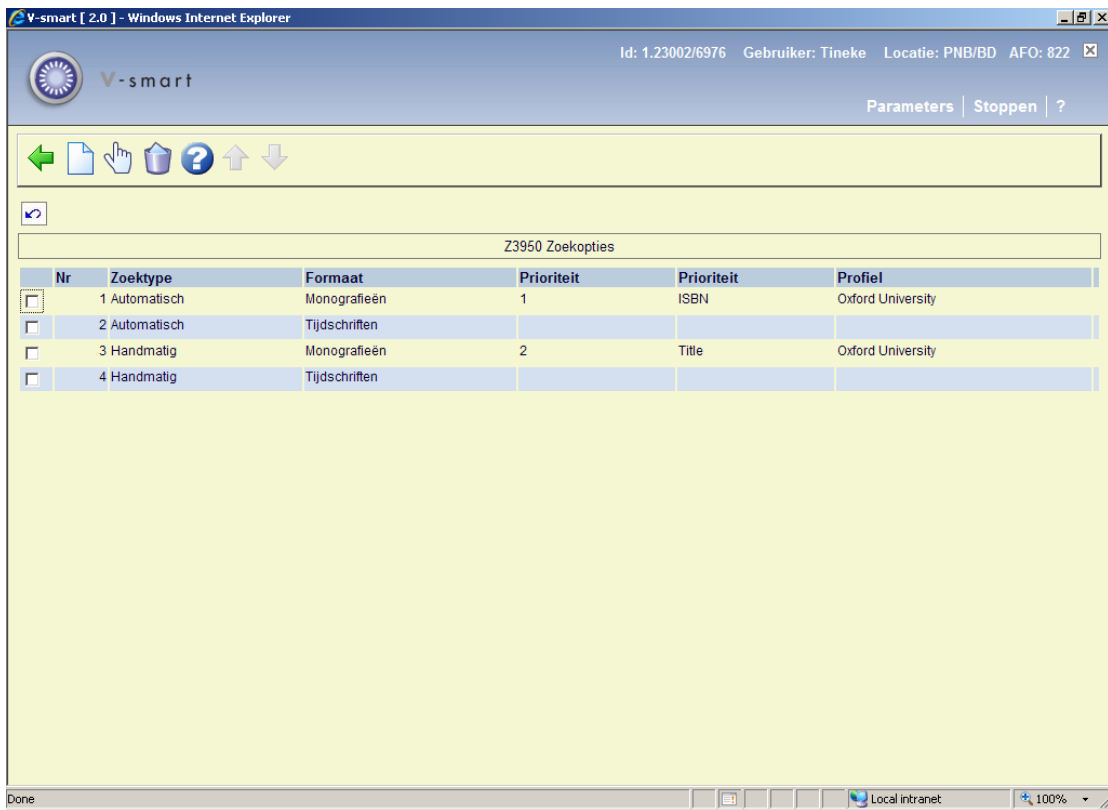 V-smart [ 2.0 ] - Windows Internet Explorer
Id: 1.23002/6976 Gebruiker: Tineke Locatie: PNB/BD AFO: 822
V-smart
Parameters Stoppen ?
Z3950 Zoekopties
Nr Zoektype Formaat Prioriteit Prioriteit Profiel
1 Automatisch Monografieën 1 ISBN Oxford University
2 Automatisch Tijdschriften
3 Handmatig Monografieën 2 Title Oxford University
4 Handmatig Tijdschriften
Done Local intranet 100%